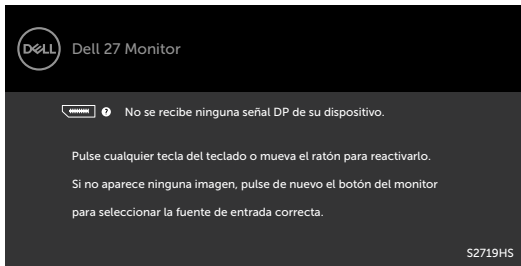 DELL
Dell 27 Monitor
No se recibe ninguna señal DP de su dispositivo.
Pulse cualquier tecla del teclado o mueva el ratón para reactivarlo.
Si no aparece ninguna imagen, pulse de nuevo el botón del monitor
para seleccionar la fuente de entrada correcta.
S2719HS